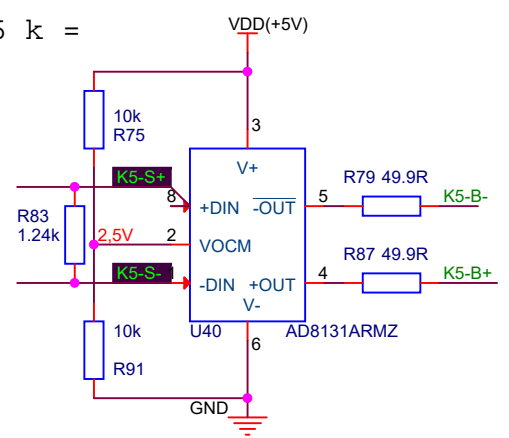 5 k =
VDD(+5V)
10k
R75
3
V+
K5-S+
8
+DIN
-OUT
5
R79 49.9R
K5-B-
R83
1.24k
2,5V
2
VOCM
R87 49.9R
K5-S-
1
-DIN
+OUT
4
K5-B+
V-
10k
U40
6
AD8131ARMZ
R91
GND